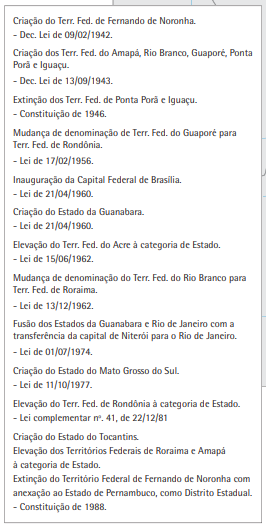 Criação do Terr. Fed. de Fernando de Noronha.
- Dec. Lei de 09/02/1942.
Criação dos Terr. Fed. do Amapá, Rio Branco, Guaporé, Ponta
Porã e Iguaçu.
- Dec. Lei de 13/09/1943.
Extinção dos Terr. Fed. de Ponta Porã e Iguaçu.
- Constituição de 1946.
Mudança de denominação de Terr. Fed. do Guaporé para
Terr. Fed. de Rondônia.
- Lei de 17/02/1956.
Inauguração da Capital Federal de Brasília.
- Lei de 21/04/1960.
Criação do Estado da Guanabara.
- Lei de 21/04/1960.
Elevação do Terr. Fed. do Acre à categoria de Estado.
- Lei de 15/06/1962.
Mudança de denominação do Terr. Fed. do Rio Branco para
Terr. Fed. de Roraima.
- Lei de 13/12/1962.
Fusão dos Estados da Guanabara e Rio de Janeiro com a
transferência da capital de Niterói para o Rio de Janeiro.
- Lei de 01/07/1974.
Criação do Estado do Mato Grosso do Sul.
- Lei de 11/10/1977.
Elevação do Terr. Fed. de Rondônia à categoria de Estado.
- Lei complementar nº. 41, de 22/12/81
Criação do Estado do Tocantins.
Elevação dos Territórios Federais de Roraima e Amapá
à categoria de Estado.
Extinção do Território Federal de Fernando de Noronha com
anexação ao Estado de Pernambuco, como Distrito Estadual.
- Constituição de 1988.